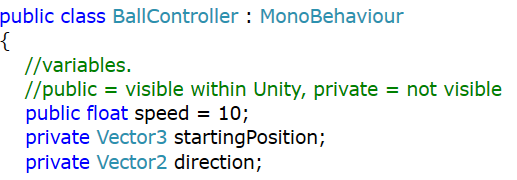 public class BallController : MonoBehaviour
{
//variables.
//public = visible within Unity, private = not visible
public float speed = 10;
private Vector3 startingPosition;
private Vector2 direction;